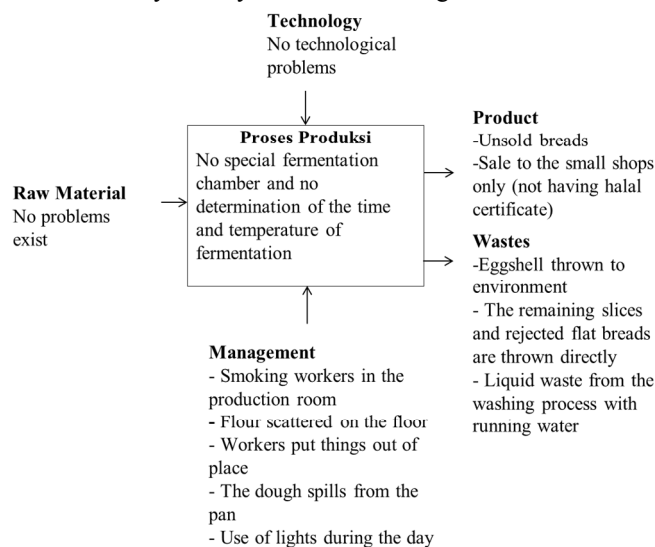 Technology
No technological
problems
Proses Produksi
No special fermentation
chamber and no
determination of the time
and temperature of
fermentation
Raw Material
No problems
exist
Product
-Unsold breads
-Sale to the small shops
only (not having halal
certificate)
Wastes
-Eggshell thrown to
environment
- The remaining slices
and rejected flat breads
are thrown directly
- Liquid waste from the
washing process with
running water
Management
- Smoking workers in the
production room
- Flour scattered on the floor
- Workers put things out of
place
- The dough spills from the
pan
- Use of lights during the day